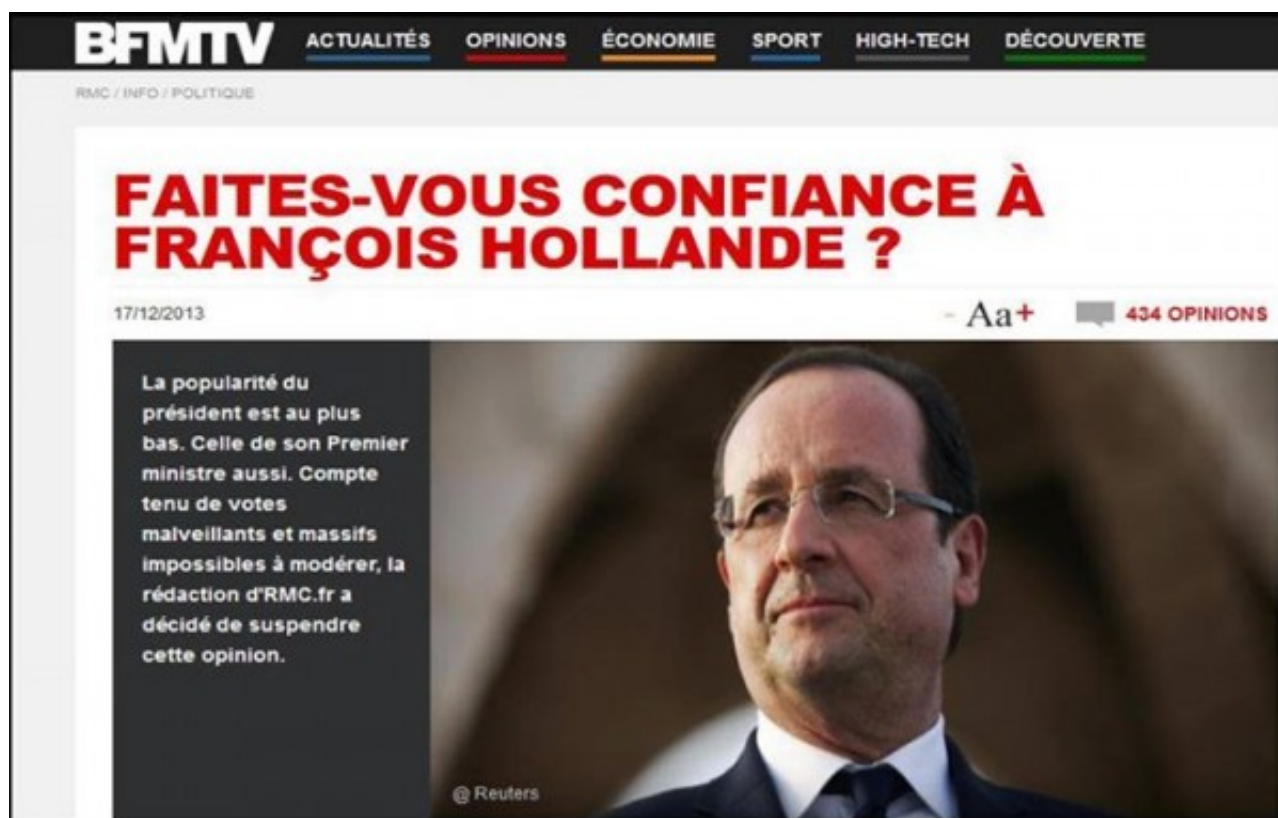 BFMTV ACTUALITÉS OPINIONS ÉCONOMIE SPORT HIGH-TECH DÉCOUVERTE
RMC / INFO / POLITIQUE
FAITES-VOUS CONFIANCE À
FRANÇOIS HOLLANDE ?
17/12/2013 - Aa+ 434 OPINIONS
La popularité du
président est au plus
bas. Celle de son Premier
ministre aussi. Compte
tenu de votes
malveillants et massifs
impossibles à modérer, la
rédaction d'RMC.fr a
décidé de suspendre
cette opinion.
@ Reuters